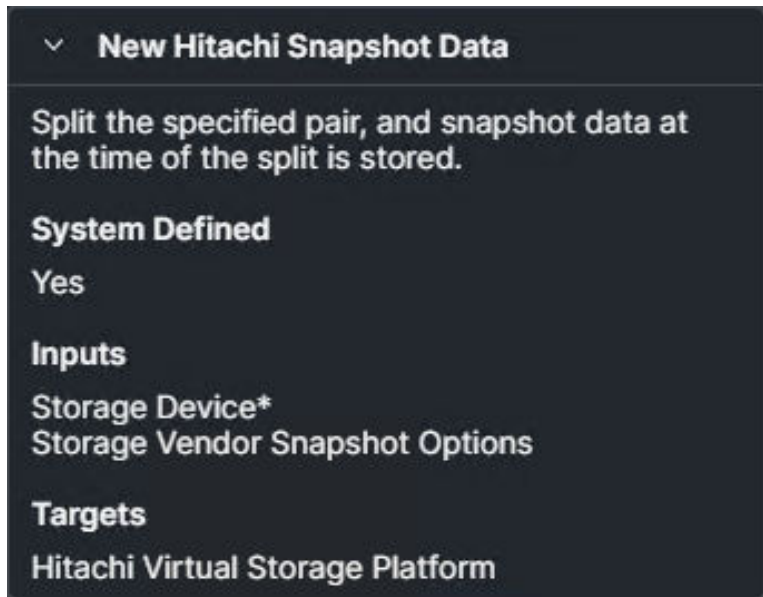 New Hitachi Snapshot Data
Split the specified pair, and snapshot data at
the time of the split is stored.
System Defined
Yes
Inputs
Storage Device*
Storage Vendor Snapshot Options
Targets
Hitachi Virtual Storage Platform